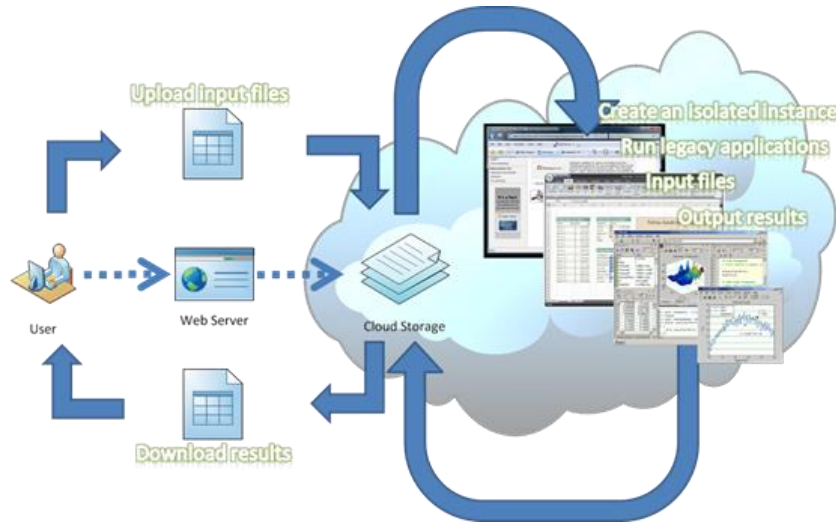 Upload input files
Create an isolated instance
Run legacy applications
Input files
Output results
User
Web Server
Cloud Storage
Download results